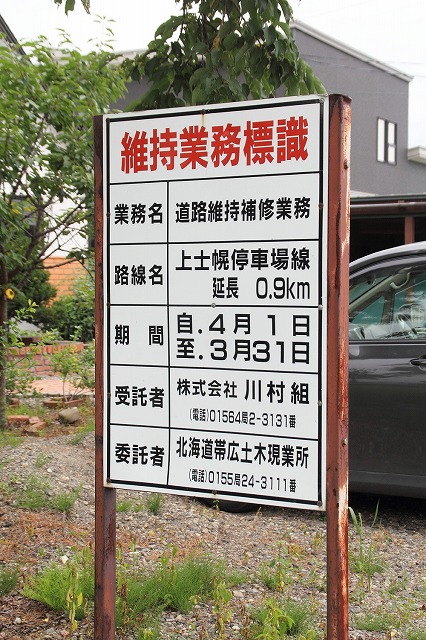 維持業務標識
業務名 道路維持補修業務
路線名 上士幌停車場線
延長 0.9km
期間 自.4月1日
至.3月31日
受託者 株式会社 川村組
(電話)01564局2-3131番
委託者 北海道帯広土木現業所
(電話)0155局24-3111番